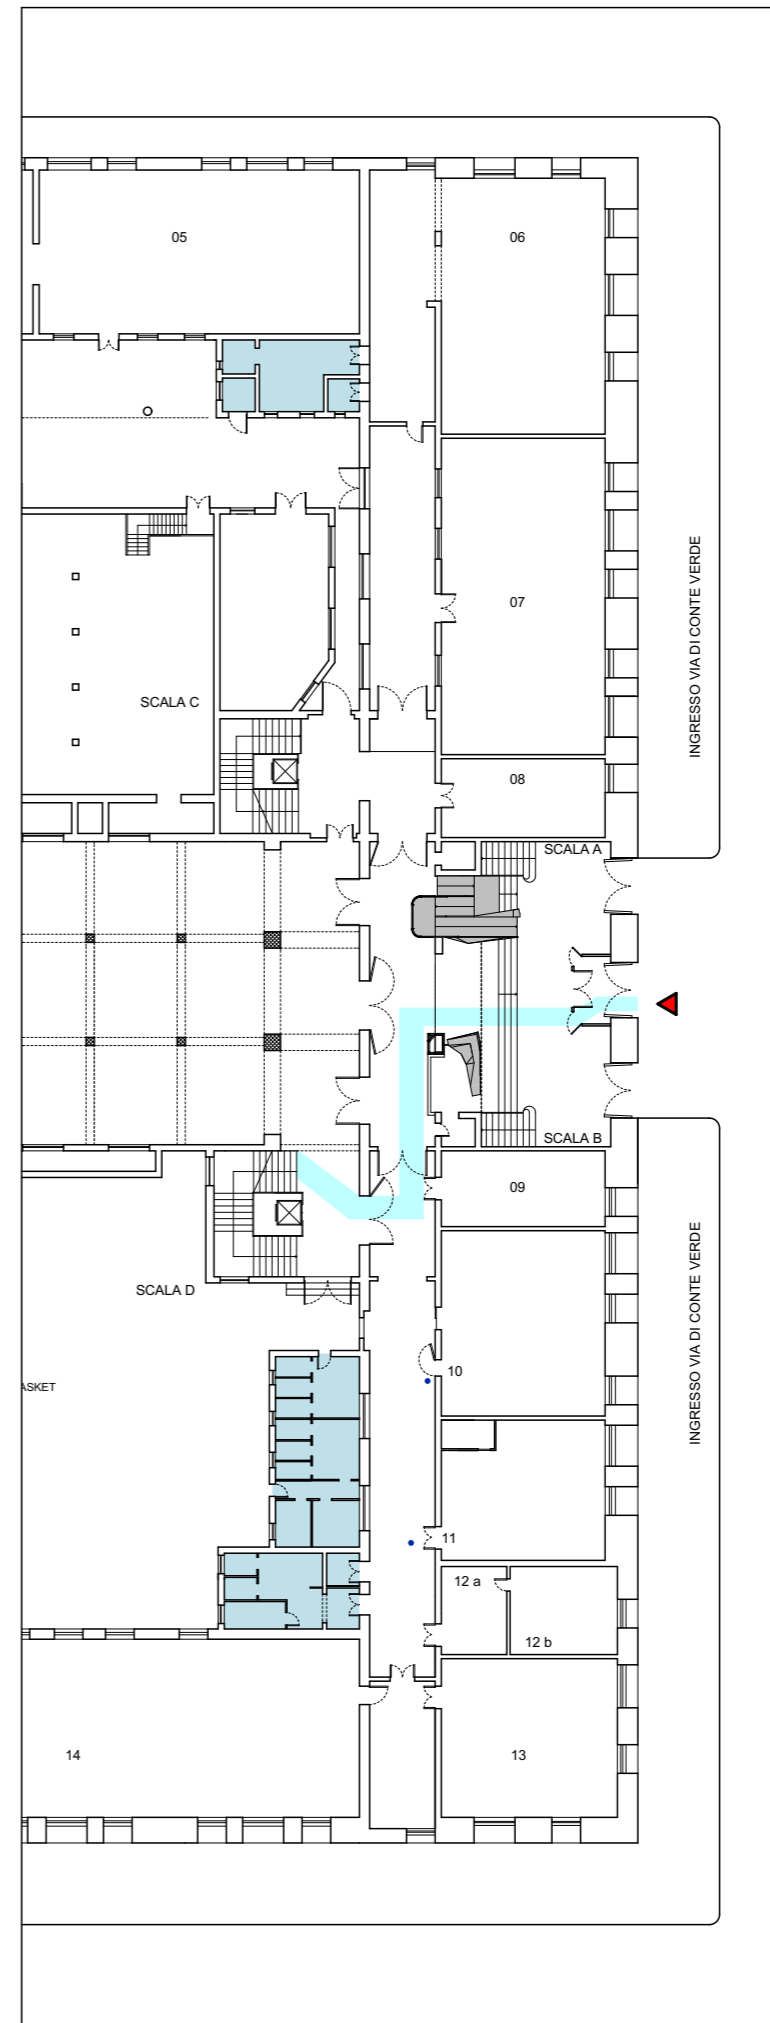 05
06
07
INGRESSO VIA DI CONTE VERDE
SCALA C
08
SCALA A
SCALA B
09
SCALA D
INGRESSO VIA DI CONTE VERDE
10
ASKET
11
12 a
12 b
14
13